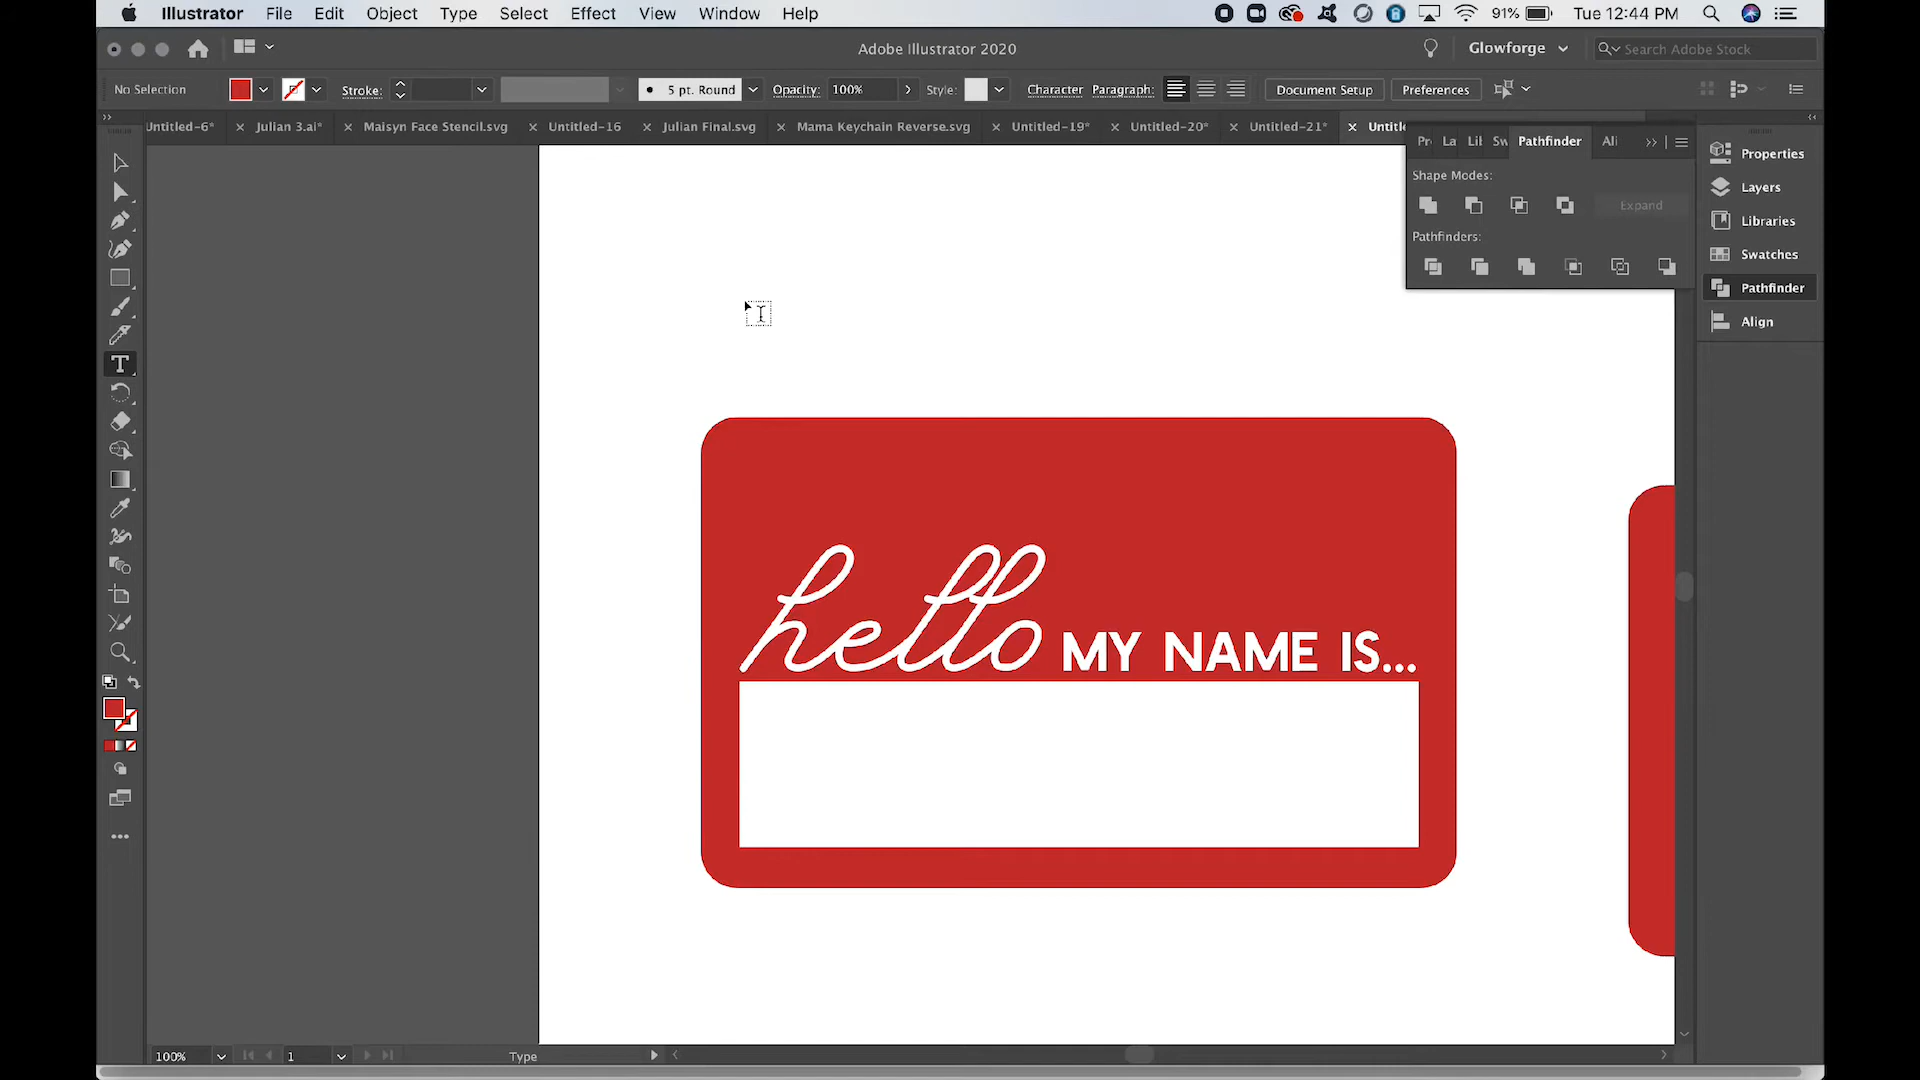 Illustrator File Edit Object Type Select Effect View Window Help 91% Tue 12:44 PM
Adobe Illustrator 2020 Glowforge Search Adobe Stock
No Selection Stroke: 5 pt. Round Opacity: 100% Style: Character Paragraph: Document Setup Preferences
Untitled-6* × Julian 3.ai* × Maisyn Face Stencil.svg × Untitled-16 × Julian Final.svg × Mama Keychain Reverse.svg × Untitled-19* × Untitled-20* × Untitled-21* × Untitl
Pr La Lil Sw Pathfinder Ali
Shape Modes:
Expand
Pathfinders:
Properties
Layers
Libraries
Swatches
Pathfinder
Align
hello MY NAME IS...
100% 1 Type